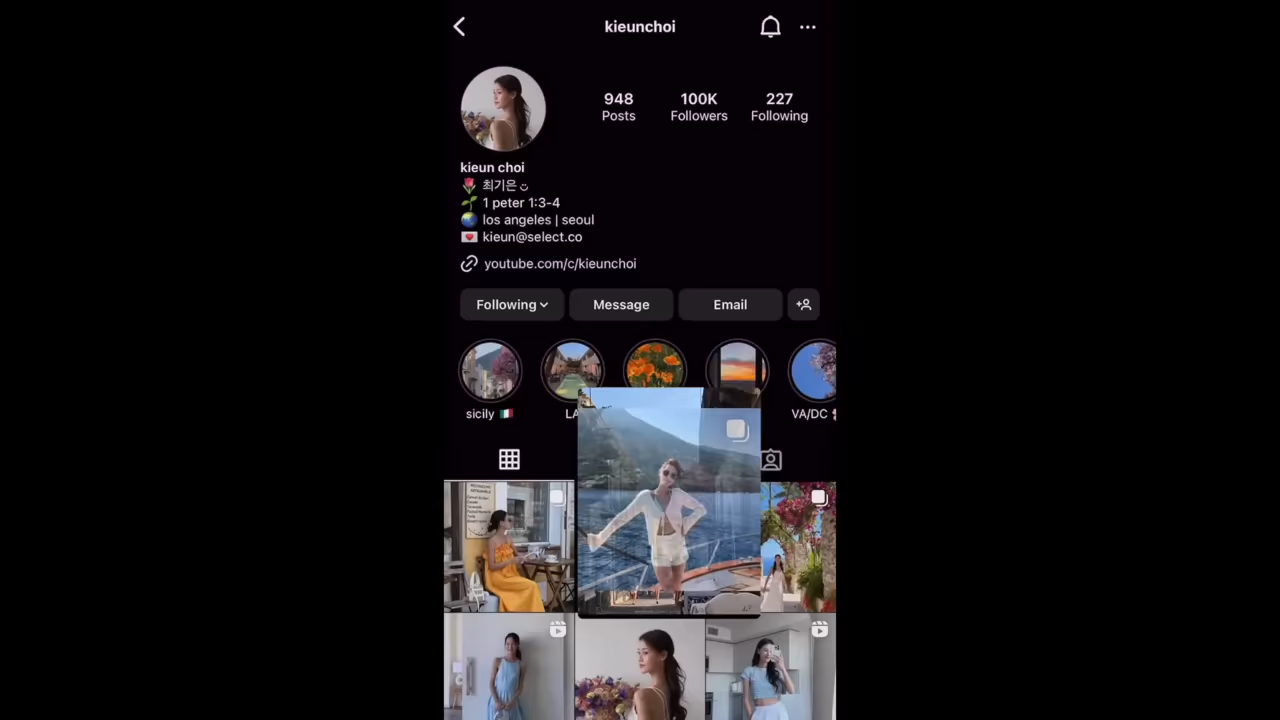 kieunchoi
948 100K 227
Posts Followers Following
kieun choi
🌷 최기은 ܃
🌱 1 peter 1:3-4
🌏 los angeles | seoul
💌 kieun@select.co
youtube.com/c/kieunchoi
Following Message Email
sicily 🇮🇹 LA VA/DC